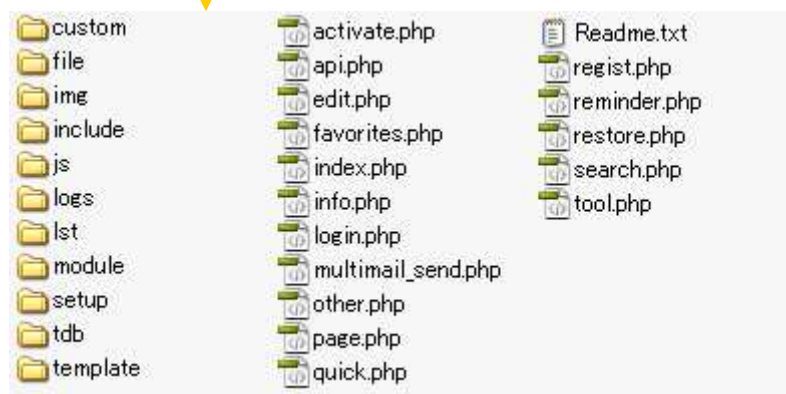 custom
file
img
include
js
logs
lst
module
setup
tdb
template
activate.php
api.php
edit.php
favorites.php
index.php
info.php
login.php
multimail_send.php
other.php
page.php
quick.php
Readme.txt
regist.php
reminder.php
restore.php
search.php
tool.php